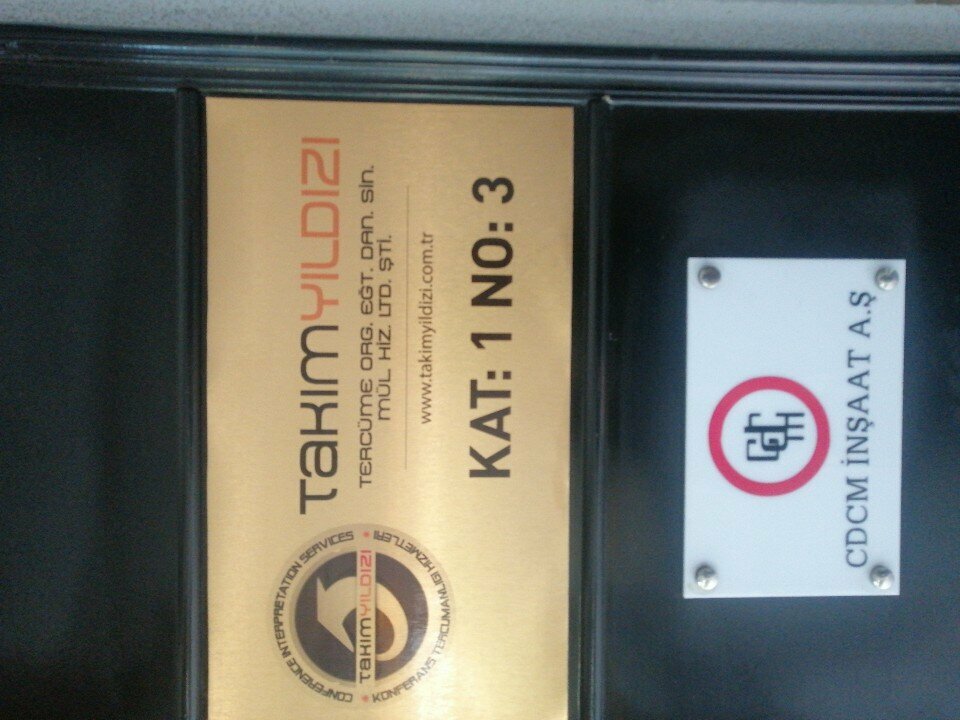 CONFERENCE INTERPRETATION SERVICES
TAKIMYILDIZI
KONFERANS TERCÜMANLIĞI HİZMETLERİ
TAKIMYILDIZI
TERCÜME ORG. EĞT. DAN. SİN.
MÜL HİZ. LTD. ŞTİ.
www.takimyildizi.com.tr
KAT: 1 NO: 3
CDCM
CDCM İNŞAAT A.Ş